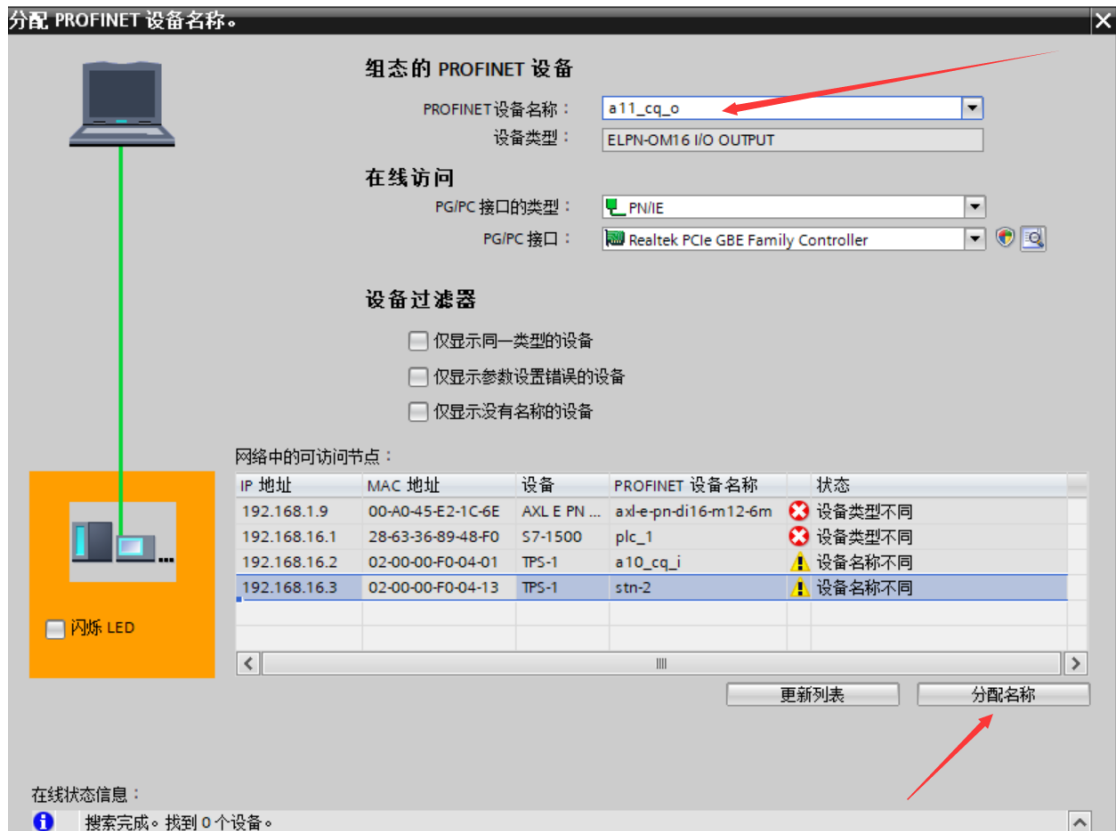 分配 PROFINET 设备名称。
组态的 PROFINET 设备
PROFINET设备名称： a11_cq_o
设备类型： ELPN-OM16 I/O OUTPUT
在线访问
PG/PC 接口的类型： PN/IE
PG/PC 接口： Realtek PCIe GBE Family Controller
设备过滤器
仅显示同一类型的设备
仅显示参数设置错误的设备
仅显示没有名称的设备
网络中的可访问节点：
IP 地址 MAC 地址 设备 PROFINET 设备名称 状态
192.168.1.9 00-A0-45-E2-1C-6E AXL E PN ... axl-e-pn-di16-m12-6m 设备类型不同
192.168.16.1 28-63-36-89-48-F0 S7-1500 plc_1 设备类型不同
192.168.16.2 02-00-00-F0-04-01 TPS-1 a10_cq_i 设备名称不同
192.168.16.3 02-00-00-F0-04-13 TPS-1 stn-2 设备名称不同
闪烁 LED
更新列表 分配名称
在线状态信息：
搜索完成。找到 0 个设备。